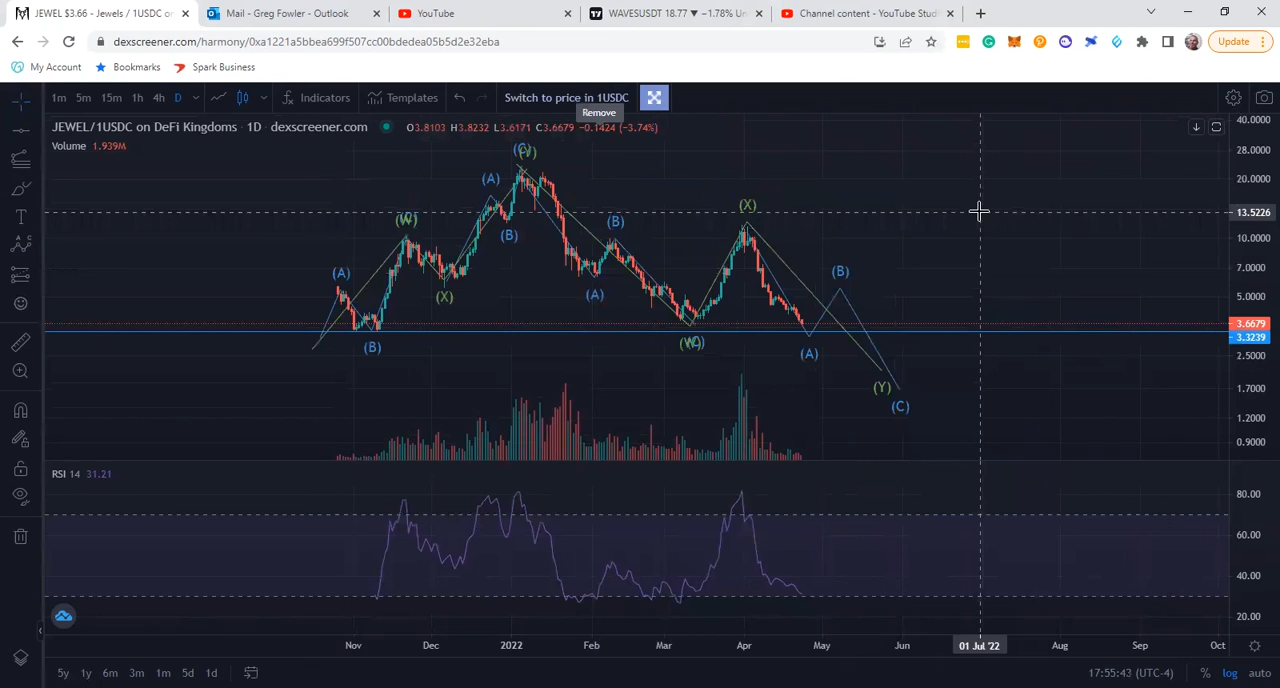 JEWEL $3.66 - Jewels / 1USDC on
Mail - Greg Fowler - Outlook
YouTube
WAVESUSDT 18.77 ▼ −1.78% Un
Channel content - YouTube Studi
dexscreener.com/harmony/0xa1221a5bbea699f507cc00bdedea05b5d2e32eba
Update
My Account
Bookmarks
Spark Business
1m 5m 15m 1h 4h D
Indicators
Templates
Switch to price in 1USDC
Remove
JEWEL/1USDC on DeFi Kingdoms · 1D · dexscreener.com
O3.8103 H3.8232 L3.6171 C3.6679 −0.1424 (−3.74%)
Volume 1.939M
40.0000
28.0000
20.0000
13.5226
10.0000
7.0000
5.0000
3.6679
3.3239
2.5000
1.7000
1.2000
0.9000
(A)
(B)
(W)
(X)
(A)
(B)
(C)
(Y)
(A)
(B)
(W)
(C)
(X)
(A)
(B)
(Y)
(C)
RSI 14 31.21
80.00
60.00
40.00
20.00
Nov Dec 2022 Feb Mar Apr May Jun 01 Jul '22 Aug Sep Oct
5y 1y 6m 3m 1m 5d 1d
17:55:43 (UTC-4) % log auto